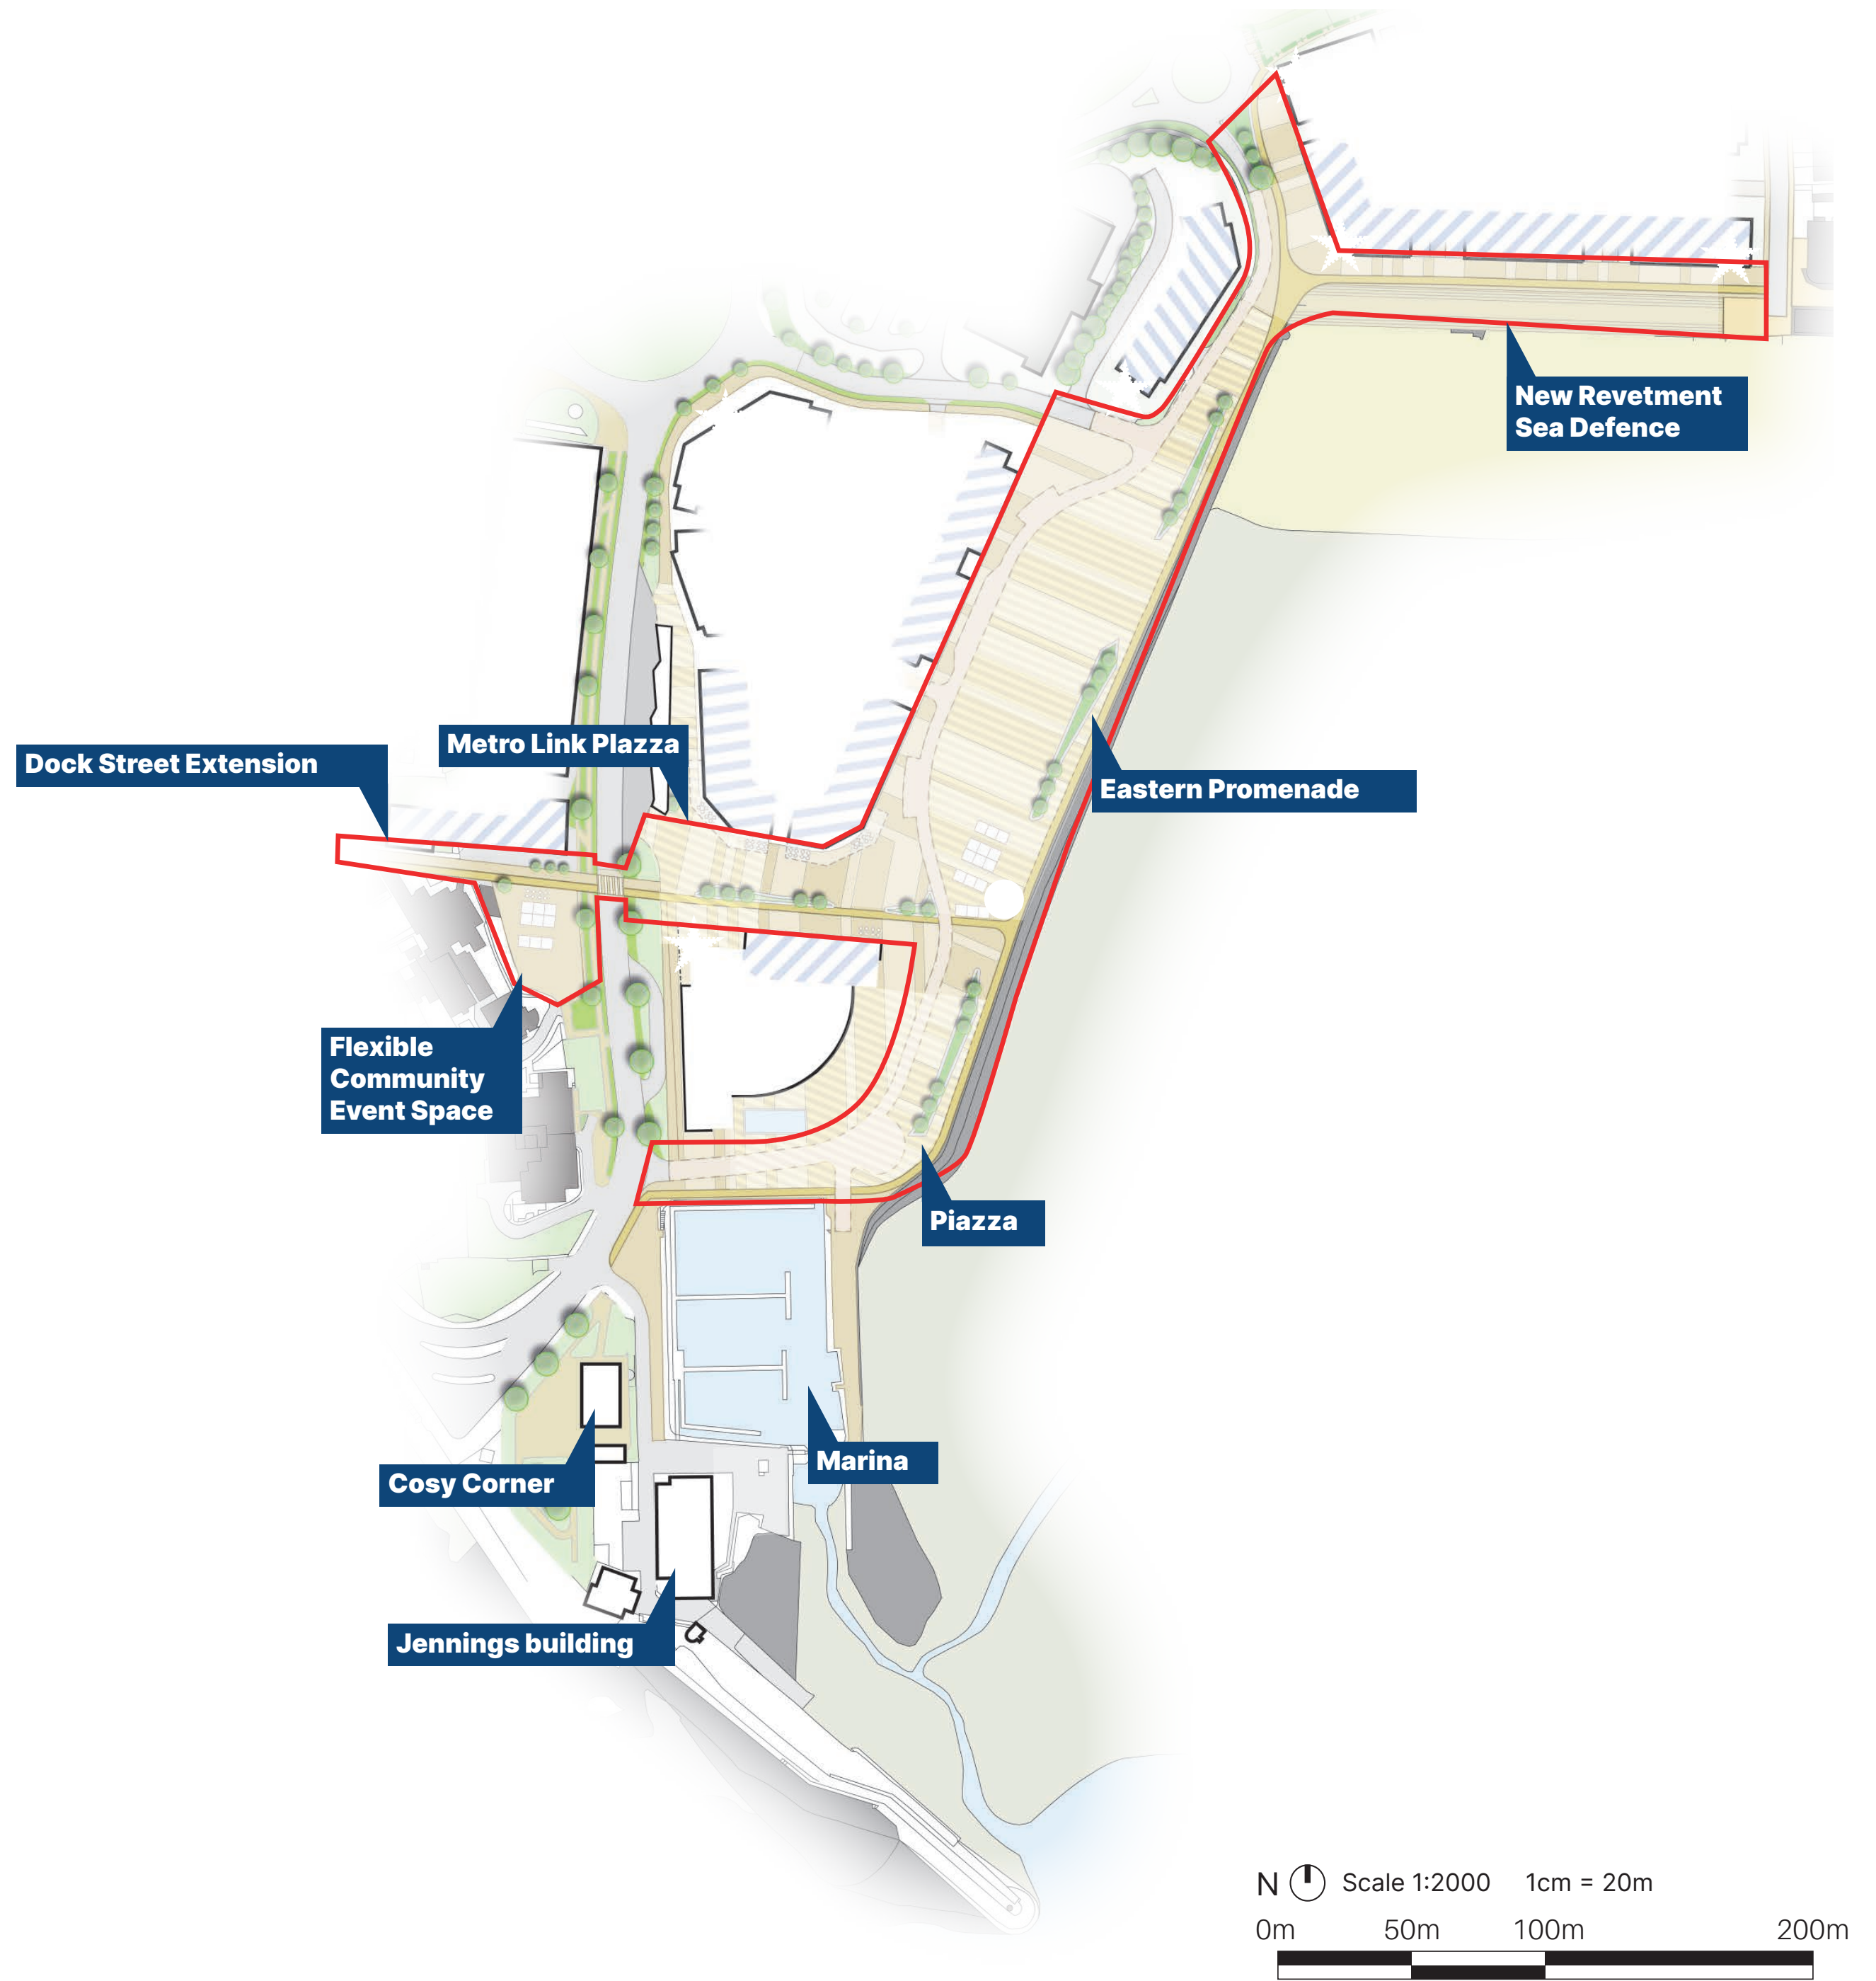 New Revetment
Sea Defence
Metro Link Plazza
Dock Street Extension
Eastern Promenade
Flexible
Community
Event Space
Piazza
Marina
Cosy Corner
Jennings building
N Scale 1:2000 1cm = 20m
0m 50m 100m 200m